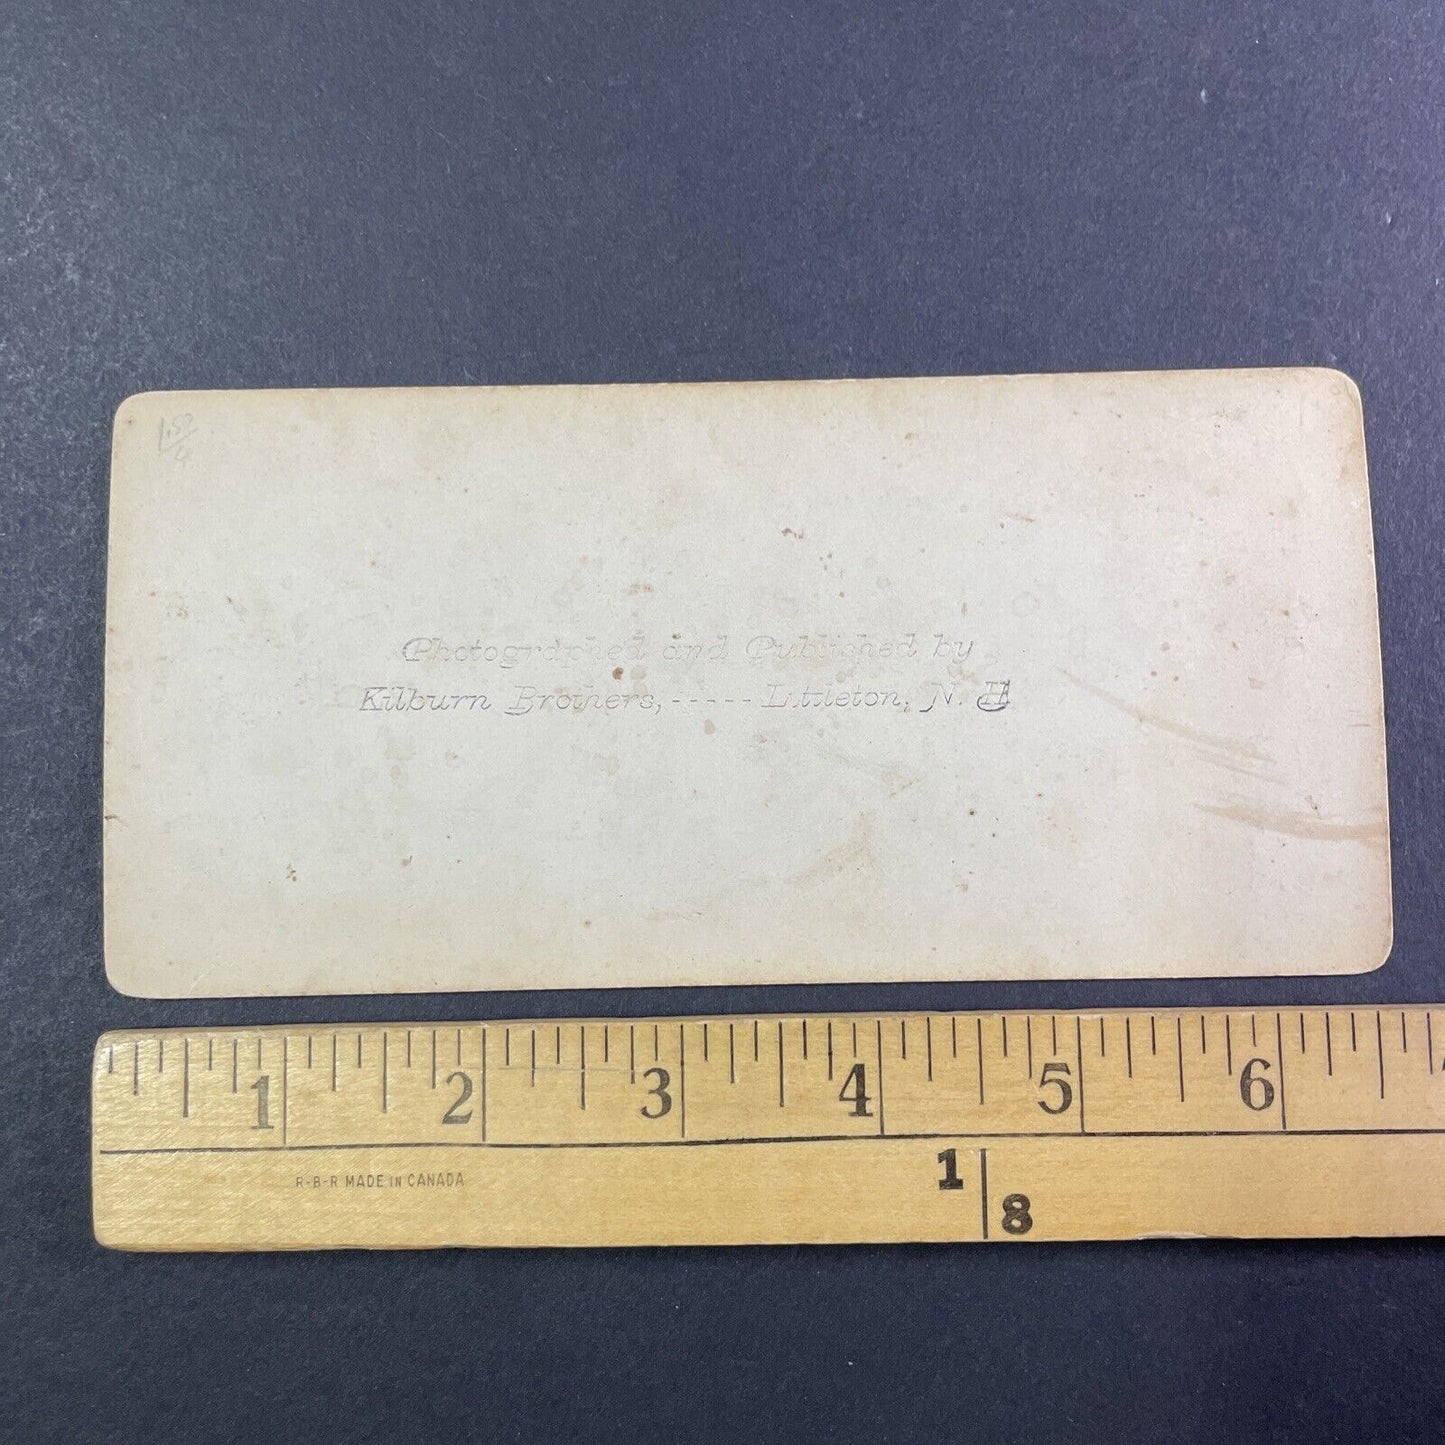 Photographed and Published by
Kilburn Brothers, ----- Littleton, N. H
1 2 3 4 5 6
R-B-R MADE IN CANADA
1
8